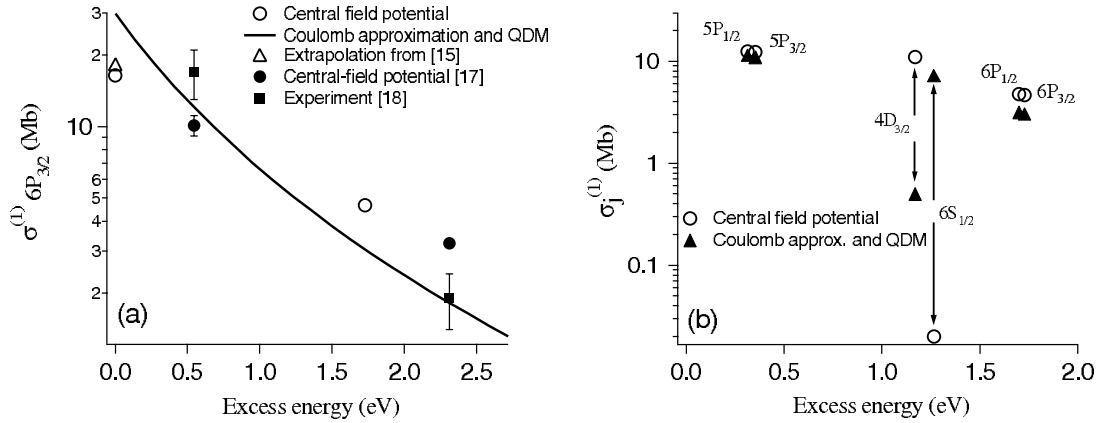 3
2
10
6
5
4
3
2
σ(1) 6P3/2 (Mb)
Central field potential
Coulomb approximation and QDM
Extrapolation from [15]
Central-field potential [17]
Experiment [18]
(a)
0.0 0.5 1.0 1.5 2.0 2.5
Excess energy (eV)
10
1
0.1
σj(1) (Mb)
5P1/2 5P3/2
6P1/2
6P3/2
4D3/2
6S1/2
Central field potential
Coulomb approx. and QDM
(b)
0.0 0.5 1.0 1.5 2.0
Excess energy (eV)